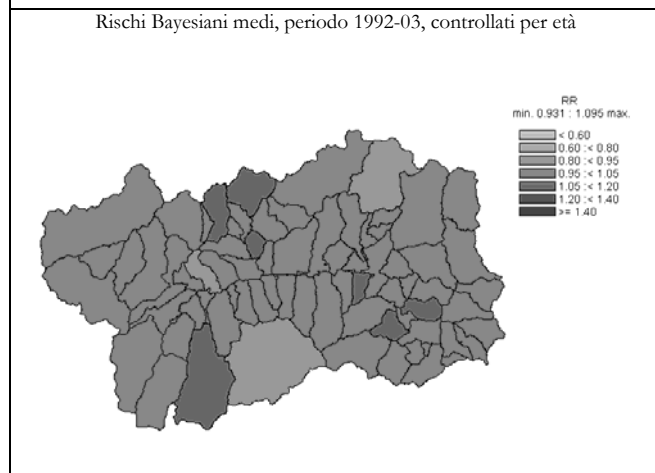 Rischi Bayesiani medi, periodo 1992-03, controllati per età
RR
min. 0.931 : 1.095 max.
< 0.60
0.60 :< 0.80
0.80 :< 0.95
0.95 :< 1.05
1.05 :< 1.20
1.20 :< 1.40
>= 1.40